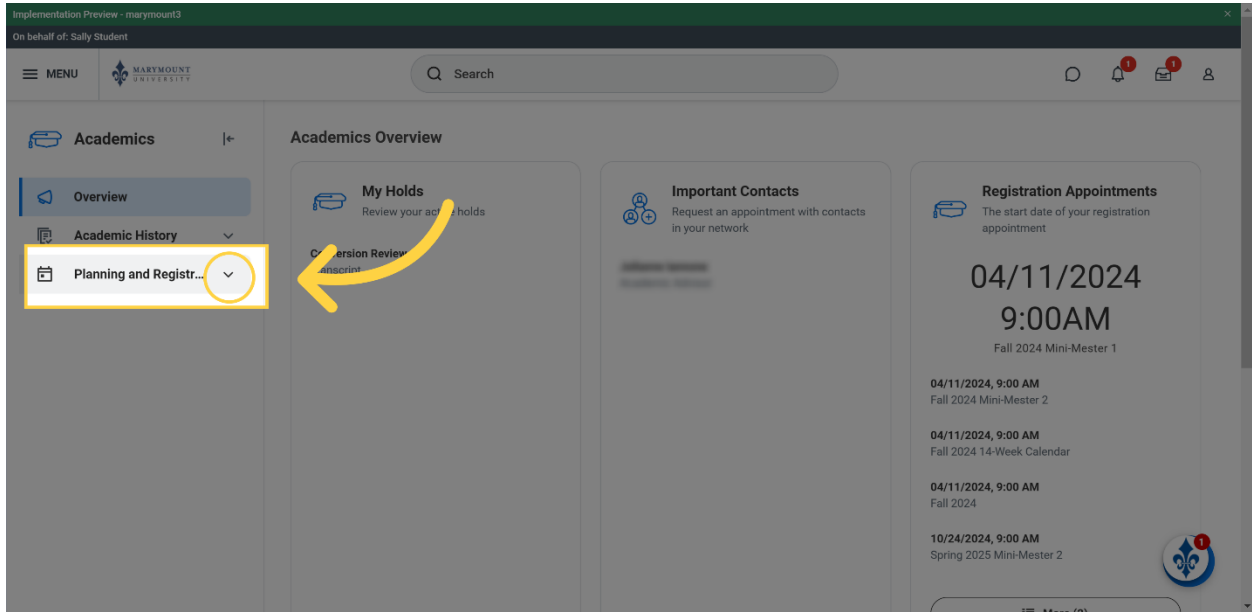 Implementation Preview - marymount3
On behalf of: Sally Student
MENU
MARYMOUNT
UNIVERSITY
Search
1
1
Academics
Overview
Academic History
Planning and Registr...
Academics Overview
My Holds
Review your active holds
Conversion Review
Transcript
Important Contacts
Request an appointment with contacts
in your network
Registration Appointments
The start date of your registration
appointment
04/11/2024
9:00AM
Fall 2024 Mini-Mester 1
04/11/2024, 9:00 AM
Fall 2024 Mini-Mester 2
04/11/2024, 9:00 AM
Fall 2024 14-Week Calendar
04/11/2024, 9:00 AM
Fall 2024
10/24/2024, 9:00 AM
Spring 2025 Mini-Mester 2
1